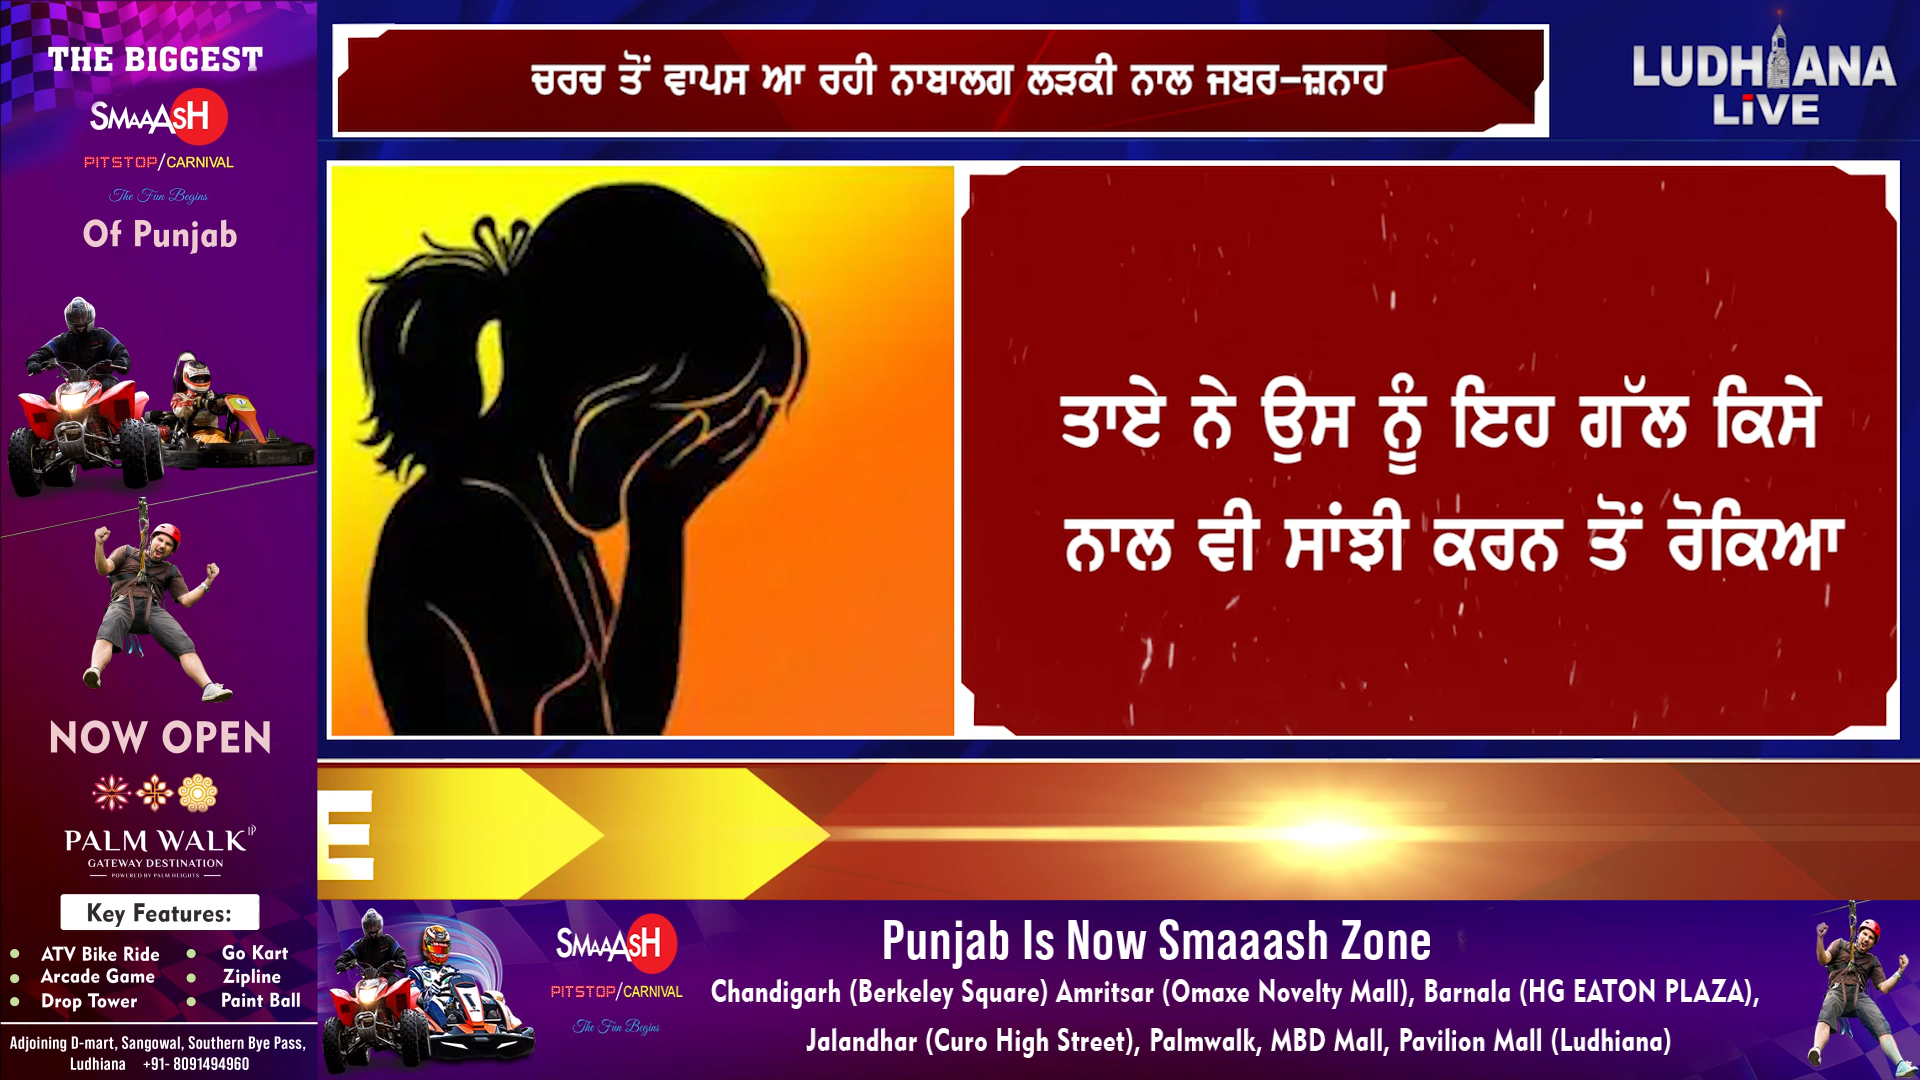 THE BIGGEST
SMAAASH
PITSTOP/CARNIVAL
The Fun Begins
Of Punjab
NOW OPEN
PALM WALK
GATEWAY DESTINATION
POWERED BY PALM HEIGHTS
Key Features:
ATV Bike Ride
Go Kart
Arcade Game
Zipline
Drop Tower
Paint Ball
Adjoining D-mart, Sangowal, Southern Bye Pass,
Ludhiana +91- 8091494960
ਚਰਚ ਤੋਂ ਵਾਪਸ ਆ ਰਹੀ ਨਾਬਾਲਗ ਲੜਕੀ ਨਾਲ ਜਬਰ-ਜ਼ਨਾਹ
LUDHIANA
LiVE
ਤਾਏ ਨੇ ਉਸ ਨੂੰ ਇਹ ਗੱਲ ਕਿਸੇ
ਨਾਲ ਵੀ ਸਾਂਝੀ ਕਰਨ ਤੋਂ ਰੋਕਿਆ
E
SMAAASH
PITSTOP/CARNIVAL
The Fun Begins
Punjab Is Now Smaaash Zone
Chandigarh (Berkeley Square) Amritsar (Omaxe Novelty Mall), Barnala (HG EATON PLAZA),
Jalandhar (Curo High Street), Palmwalk, MBD Mall, Pavilion Mall (Ludhiana)